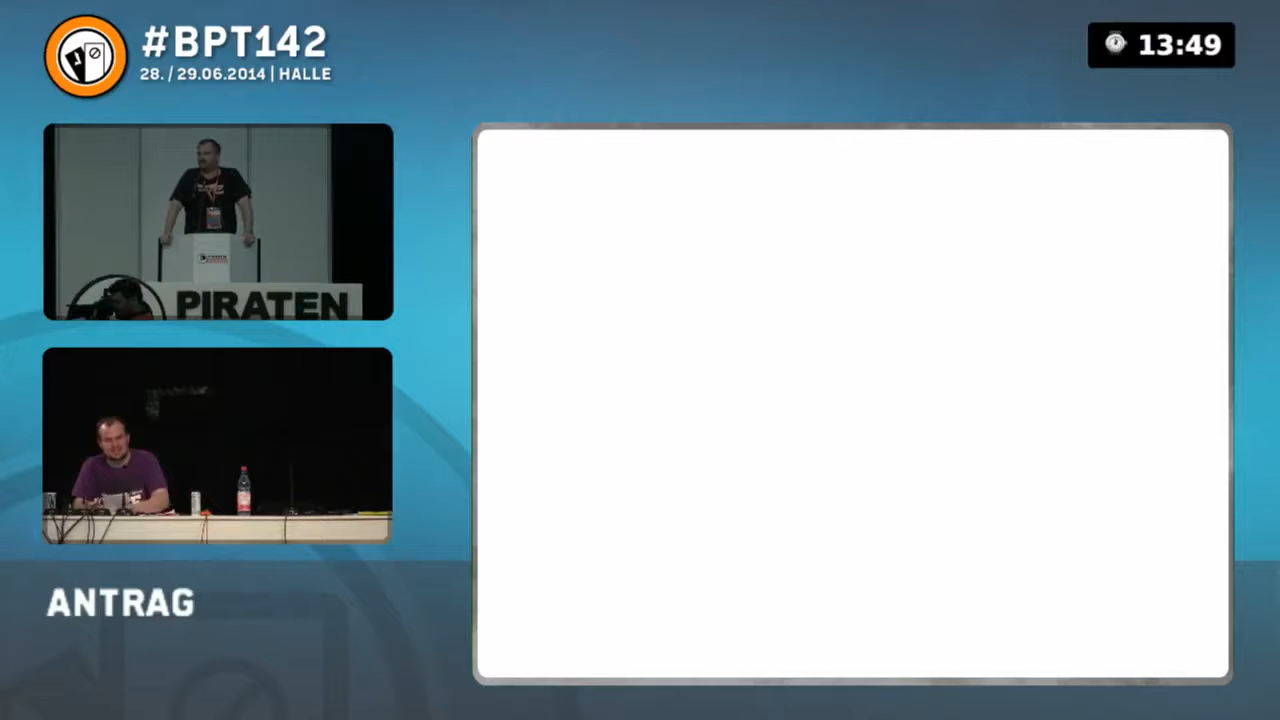 #BPT142
28. / 29.06.2014 | HALLE
13:49
PIRATEN
ANTRAG